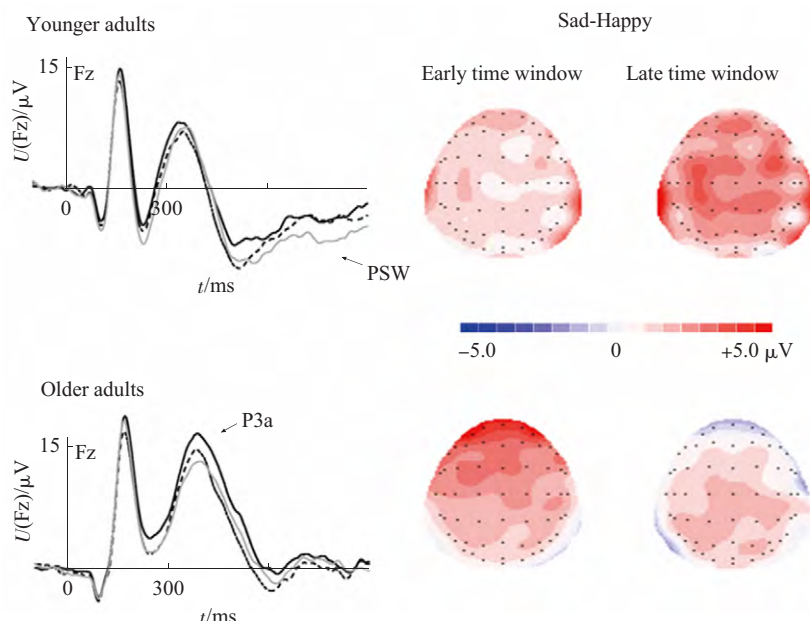 Younger adults
Sad-Happy
Early time window
Late time window
15
Fz
U(Fz)/μV
0
300
t/ms
PSW
−5.0
0
+5.0 μV
Older adults
P3a
15
Fz
U(Fz)/μV
0
300
t/ms